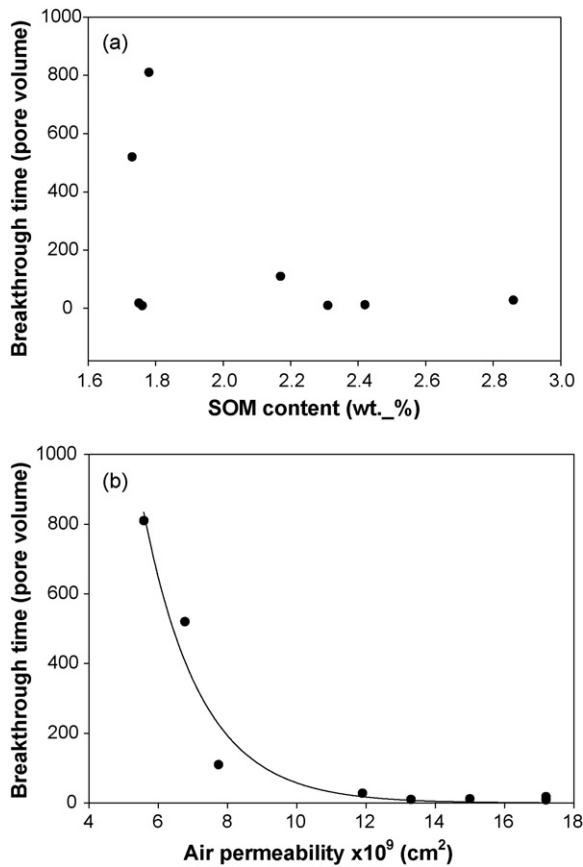 (a)
Breakthrough time (pore volume)
1000
800
600
400
200
0
1.6 1.8 2.0 2.2 2.4 2.6 2.8 3.0
SOM content (wt._%)
(b)
Breakthrough time (pore volume)
1000
800
600
400
200
0
4 6 8 10 12 14 16 18
Air permeability x10⁹ (cm²)